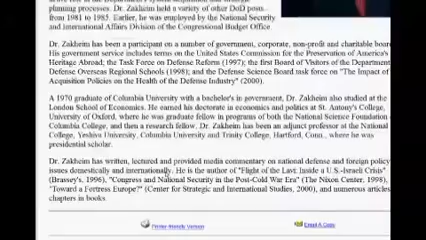 planning processes. Dr. Zakheim held a variety of other DoD posts
from 1981 to 1985. Earlier, he was employed by the National Security
and International Affairs Division of the Congressional Budget Office.
Dr. Zakheim has been a participant on a number of government, corporate, non-profit and charitable boar
His government service includes terms on the United States Commission for the Preservation of America's
Heritage Abroad; the Task Force on Defense Reform (1997); the first Board of Visitors of the Department
Defense Overseas Regional Schools (1998); and the Defense Science Board task force on "The Impact of
Acquisition Policies on the Health of the Defense Industry" (2000).
A 1970 graduate of Columbia University with a bachelor's in government, Dr. Zakheim also studied at the
London School of Economics. He earned his doctorate in economics and politics at St. Antony's College,
University of Oxford, where he was graduate fellow in programs of both the National Science Foundation
Columbia College, and then a research fellow. Dr. Zakheim has been an adjunct professor at the National
College, Yeshiva University, Columbia University and Trinity College, Hartford, Conn., where he was
presidential scholar.
Dr. Zakheim has written, lectured and provided media commentary on national defense and foreign policy
issues domestically and internationally. He is the author of "Flight of the Lavi: Inside a U.S.-Israeli Crisis"
(Brassey's, 1996), "Congress and National Security in the Post-Cold War Era" (The Nixon Center, 1998),
"Toward a Fortress Europe?" (Center for Strategic and International Studies, 2000), and numerous articles
chapters in books.
Printer-friendly Version
Email A Copy